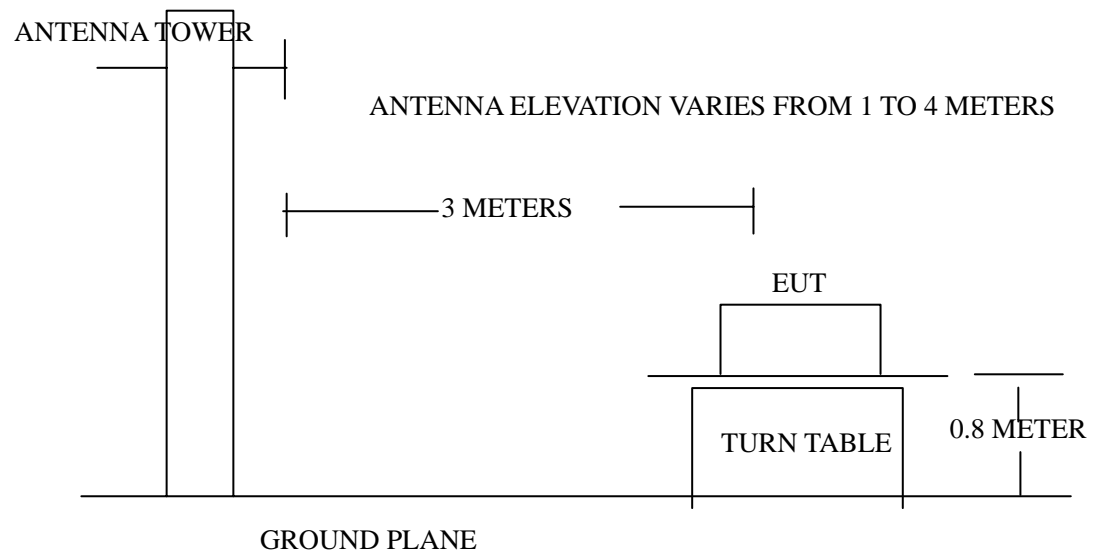 ANTENNA TOWER
ANTENNA ELEVATION VARIES FROM 1 TO 4 METERS
3 METERS
EUT
0.8 METER
TURN TABLE
GROUND PLANE